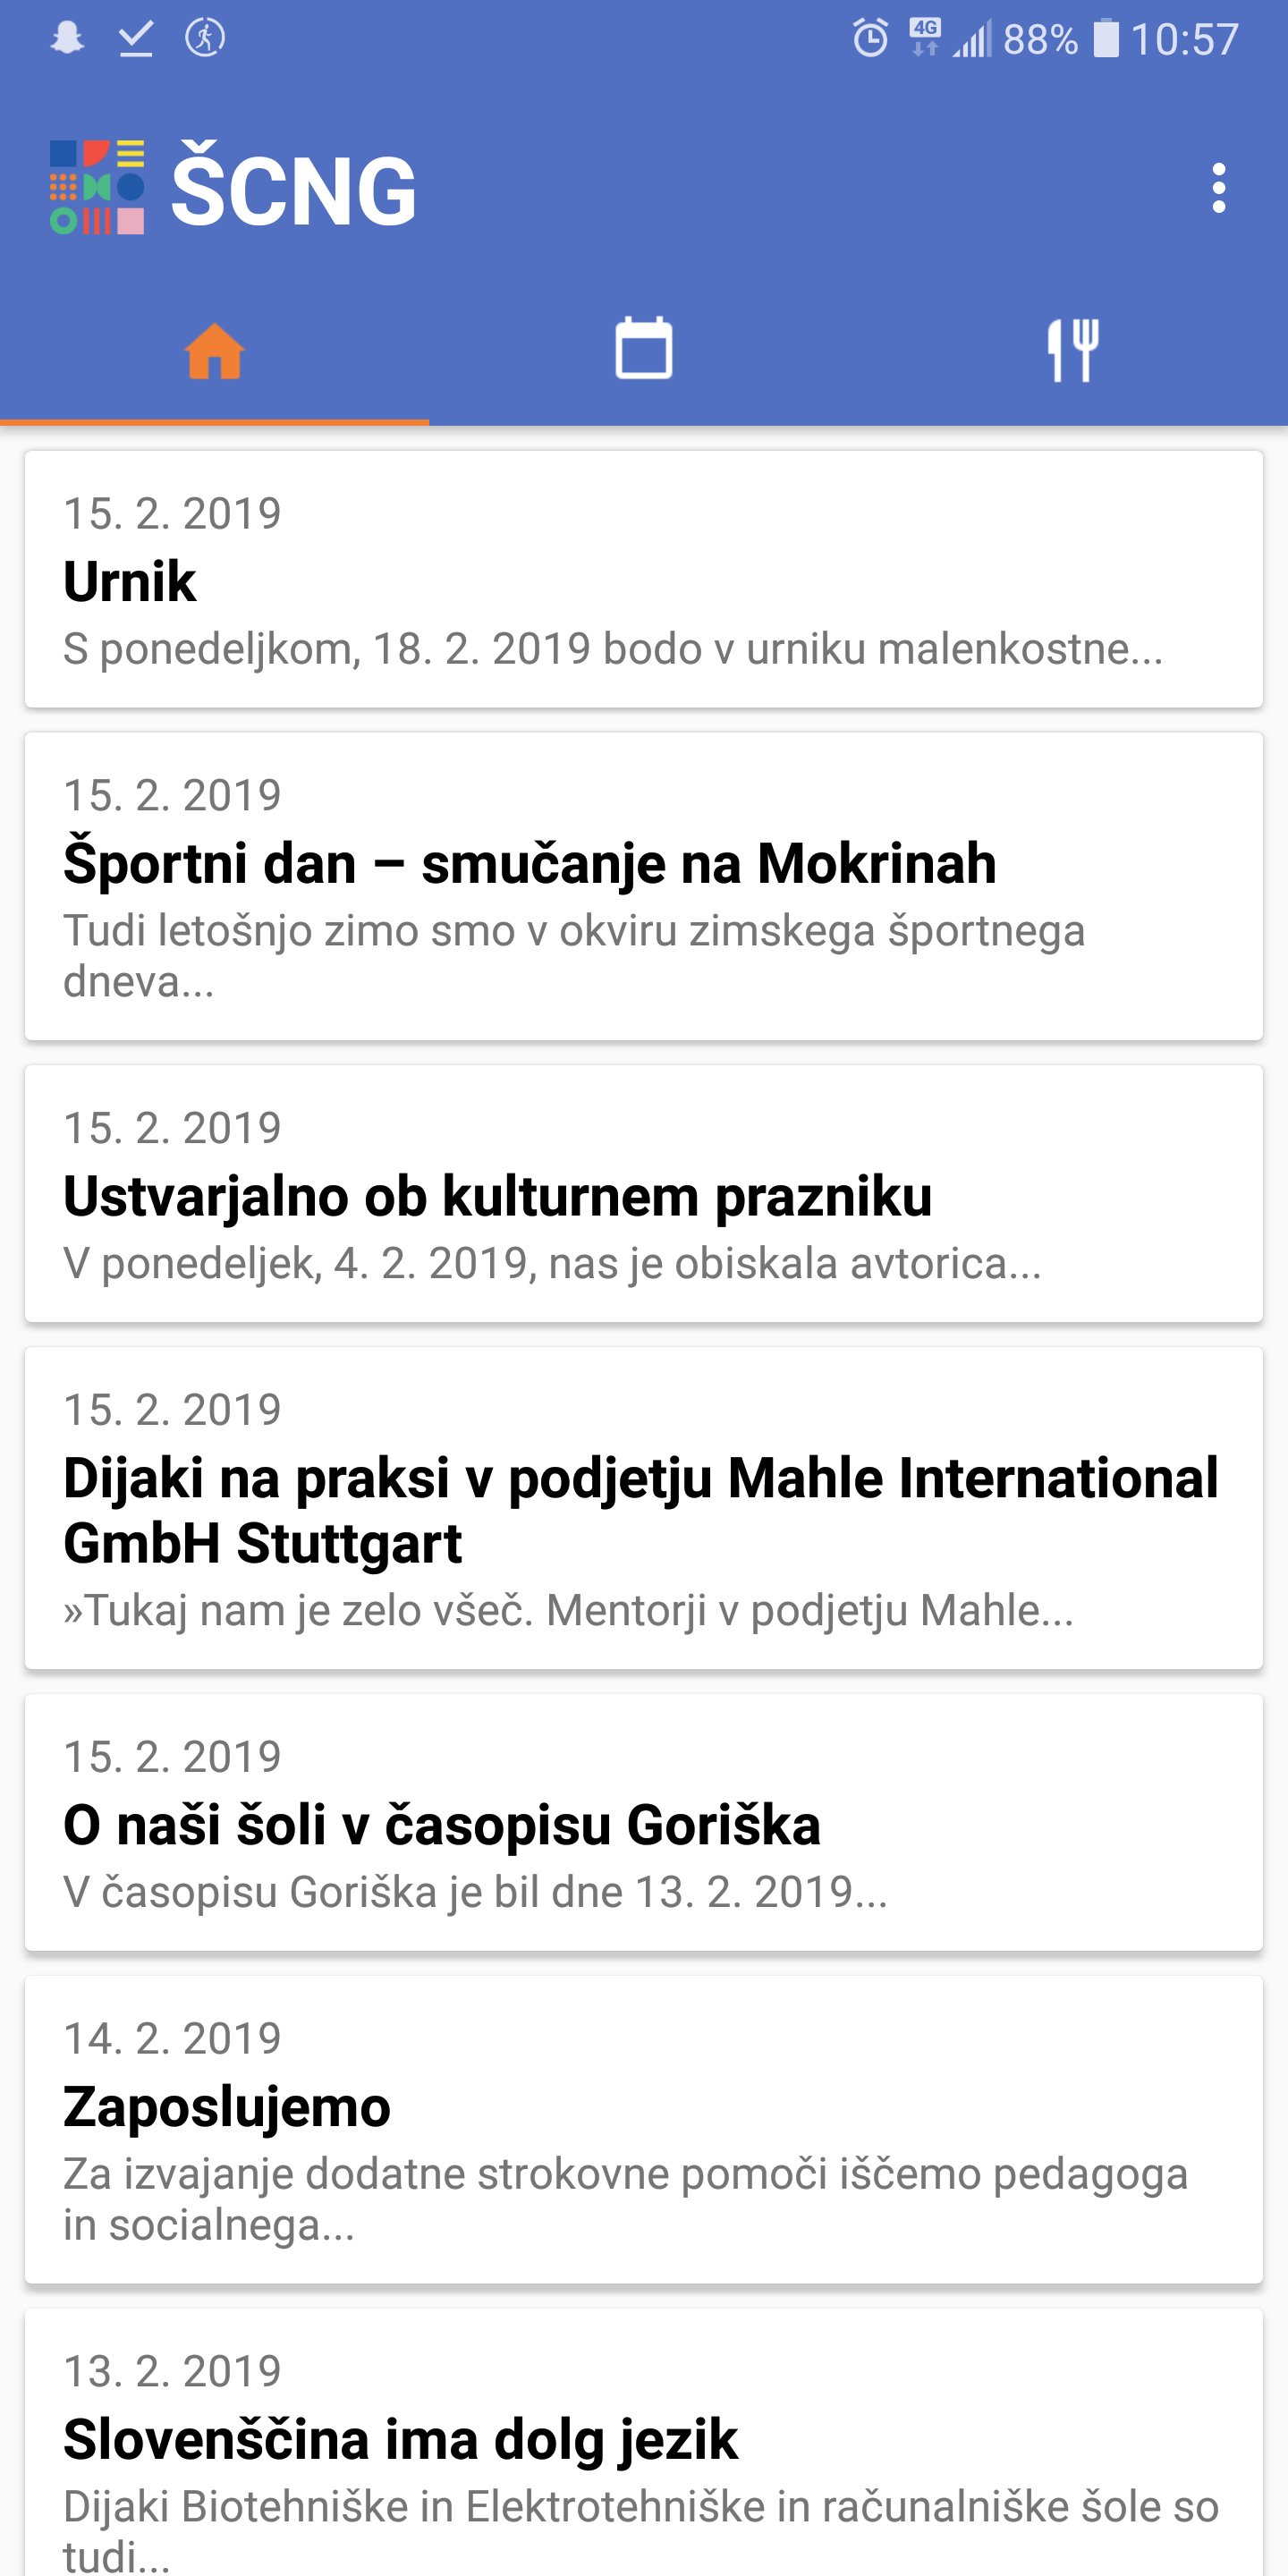 4G 88% 10:57
ŠCNG
15. 2. 2019
Urnik
S ponedeljkom, 18. 2. 2019 bodo v urniku malenkostne...
15. 2. 2019
Športni dan – smučanje na Mokrinah
Tudi letošnjo zimo smo v okviru zimskega športnega
dneva...
15. 2. 2019
Ustvarjalno ob kulturnem prazniku
V ponedeljek, 4. 2. 2019, nas je obiskala avtorica...
15. 2. 2019
Dijaki na praksi v podjetju Mahle International
GmbH Stuttgart
»Tukaj nam je zelo všeč. Mentorji v podjetju Mahle...
15. 2. 2019
O naši šoli v časopisu Goriška
V časopisu Goriška je bil dne 13. 2. 2019...
14. 2. 2019
Zaposlujemo
Za izvajanje dodatne strokovne pomoči iščemo pedagoga
in socialnega...
13. 2. 2019
Slovenščina ima dolg jezik
Dijaki Biotehniške in Elektrotehniške in računalniške šole so
tudi...